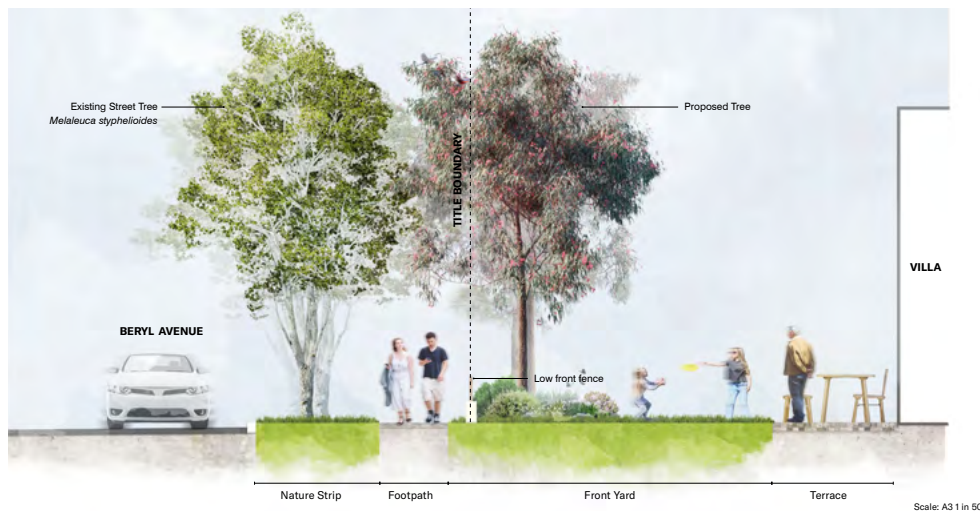 Existing Street Tree
Melaleuca styphelioides
Proposed Tree
TITLE BOUNDARY
VILLA
BERYL AVENUE
Low front fence
Nature Strip
Footpath
Front Yard
Terrace
Scale: A3 1 in 50